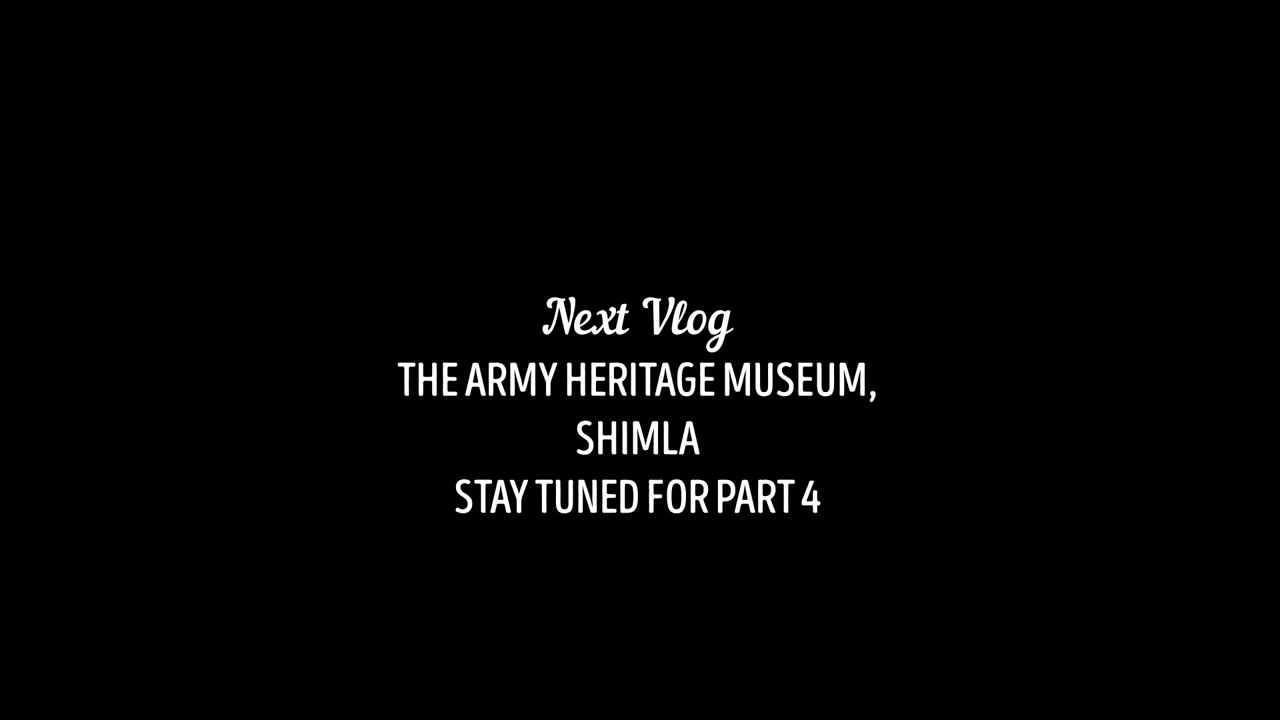 Next Vlog
THE ARMY HERITAGE MUSEUM,
SHIMLA
STAY TUNED FOR PART 4